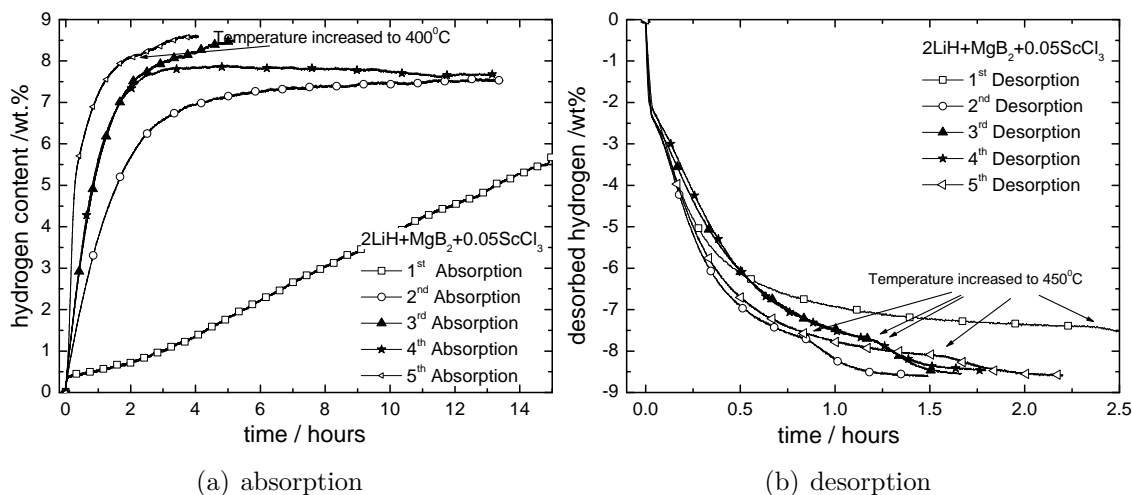 9
8
7
6
5
4
3
2
1
0
hydrogen content /wt.%
Temperature increased to 400⁰C
2LiH+MgB₂+0.05ScCl₃
1ˢᵗ Absorption
2ⁿᵈ Absorption
3ʳᵈ Absorption
4ᵗʰ Absorption
5ᵗʰ Absorption
0 2 4 6 8 10 12 14
time / hours
(a) absorption
0
-1
-2
-3
-4
-5
-6
-7
-8
-9
desorbed hydrogen /wt%
2LiH+MgB₂+0.05ScCl₃
1ˢᵗ Desorption
2ⁿᵈ Desorption
3ʳᵈ Desorption
4ᵗʰ Desorption
5ᵗʰ Desorption
Temperature increased to 450⁰C
0.0 0.5 1.0 1.5 2.0 2.5
time / hours
(b) desorption